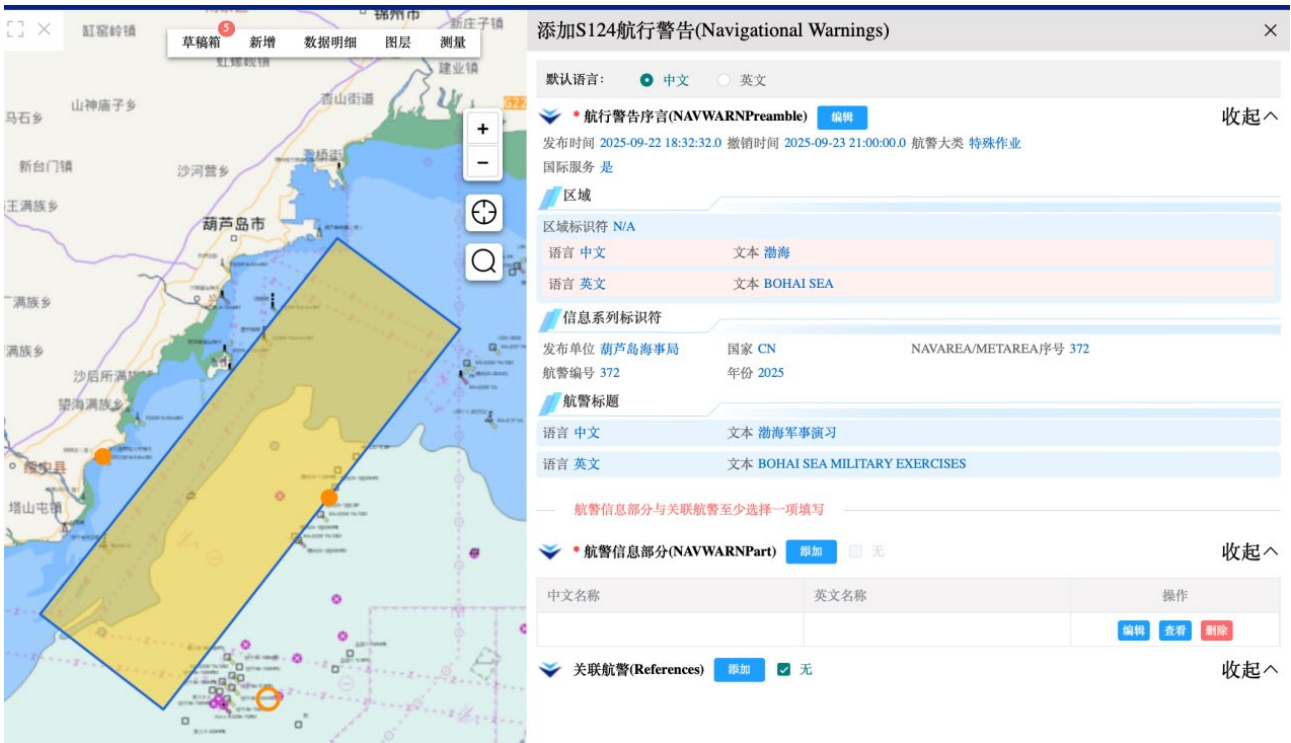 锦州市
新庄子镇
缸窑岭镇
草稿箱 5 新增 数据明细 图层 测量
虹螺岘镇
建业镇
山神庙子乡
杏山街道
G22
马石乡
+
−
新台门镇
沙河营乡
王满族乡
葫芦岛市
满族乡
沙后所满
望海满族乡
绥中县
塔山屯镇
添加S124航行警告(Navigational Warnings)
默认语言: 中文 英文
* 航行警告序言(NAVWARNPreamble) 编辑 收起
发布时间 2025-09-22 18:32:32.0 撤销时间 2025-09-23 21:00:00.0 航警大类 特殊作业
国际服务 是
区域
区域标识符 N/A
语言 中文 文本 渤海
语言 英文 文本 BOHAI SEA
信息系列标识符
发布单位 葫芦岛海事局 国家 CN NAVAREA/METAREA序号 372
航警编号 372 年份 2025
航警标题
语言 中文 文本 渤海军事演习
语言 英文 文本 BOHAI SEA MILITARY EXERCISES
航警信息部分与关联航警至少选择一项填写
* 航警信息部分(NAVWARNPart) 添加 无 收起
中文名称 英文名称 操作
编辑 查看 删除
关联航警(References) 添加 无 收起